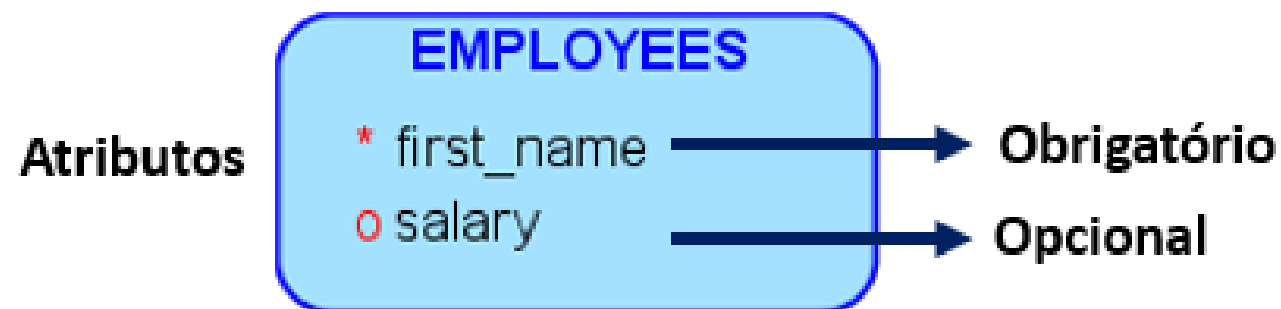 EMPLOYEES
Atributos
* first_name
Obrigatório
o salary
Opcional